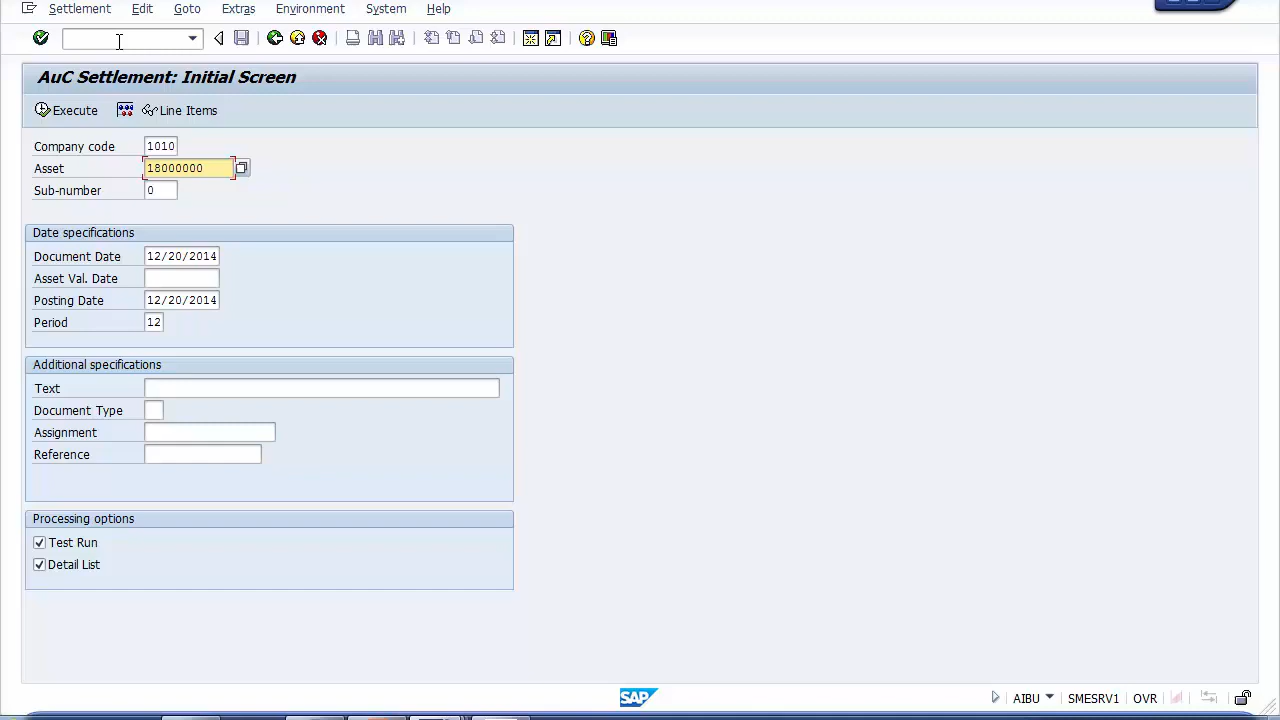 Settlement Edit Goto Extras Environment System Help
AuC Settlement: Initial Screen
Execute Line Items
Company code 1010
Asset 18000000
Sub-number 0
Date specifications
Document Date 12/20/2014
Asset Val. Date
Posting Date 12/20/2014
Period 12
Additional specifications
Text
Document Type
Assignment
Reference
Processing options
Test Run
Detail List
SAP AIBU SMESRV1 OVR